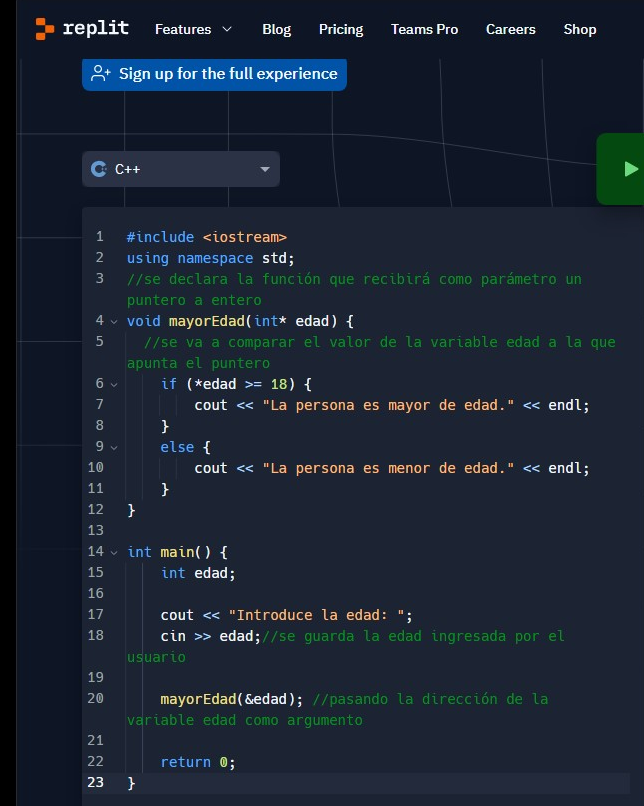 replit Features Blog Pricing Teams Pro Careers Shop
Sign up for the full experience
C++
1 #include <iostream>
2 using namespace std;
3 //se declara la función que recibirá como parámetro un
puntero a entero
4 void mayorEdad(int* edad) {
5 //se va a comparar el valor de la variable edad a la que
apunta el puntero
6 if (*edad >= 18) {
7 cout << "La persona es mayor de edad." << endl;
8 }
9 else {
10 cout << "La persona es menor de edad." << endl;
11 }
12 }
13
14 int main() {
15 int edad;
16
17 cout << "Introduce la edad: ";
18 cin >> edad;//se guarda la edad ingresada por el
usuario
19
20 mayorEdad(&edad); //pasando la dirección de la
variable edad como argumento
21
22 return 0;
23 }